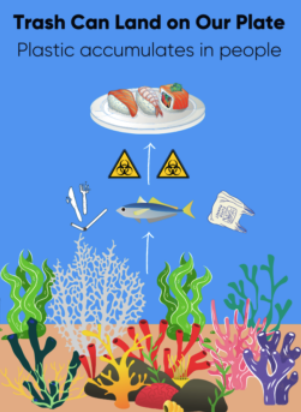 Trash Can Land on Our Plate
Plastic accumulates in people